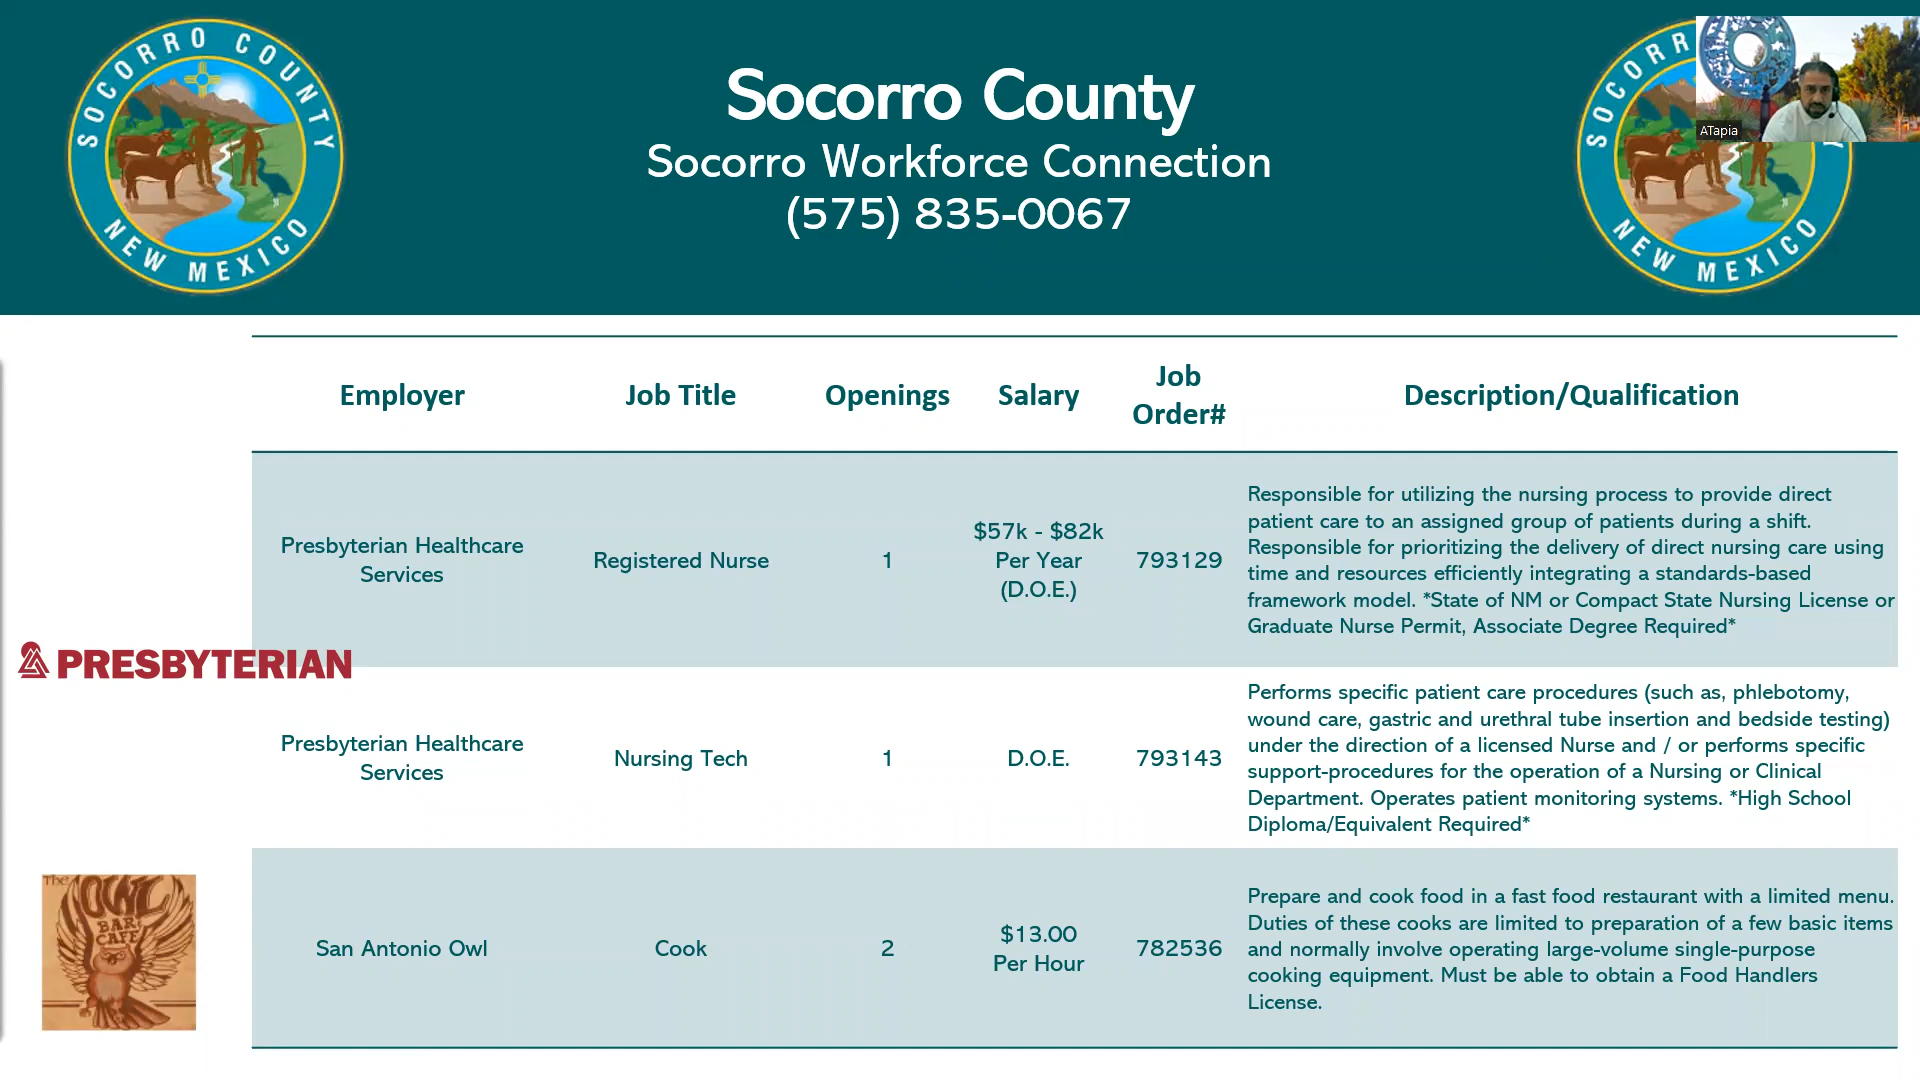 SOCORRO COUNTY
NEW MEXICO
Socorro County
Socorro Workforce Connection
(575) 835-0067
SOCORR
Y
NEW MEXICO
ATapia
Employer
Job Title
Openings
Salary
Job
Order#
Description/Qualification
Presbyterian Healthcare
Services
Registered Nurse
1
$57k - $82k
Per Year
(D.O.E.)
793129
Responsible for utilizing the nursing process to provide direct
patient care to an assigned group of patients during a shift.
Responsible for prioritizing the delivery of direct nursing care using
time and resources efficiently integrating a standards-based
framework model. *State of NM or Compact State Nursing License or
Graduate Nurse Permit, Associate Degree Required*
PRESBYTERIAN
Presbyterian Healthcare
Services
Nursing Tech
1
D.O.E.
793143
Performs specific patient care procedures (such as, phlebotomy,
wound care, gastric and urethral tube insertion and bedside testing)
under the direction of a licensed Nurse and / or performs specific
support-procedures for the operation of a Nursing or Clinical
Department. Operates patient monitoring systems. *High School
Diploma/Equivalent Required*
The
OWL
BAR
CAFE
San Antonio Owl
Cook
2
$13.00
Per Hour
782536
Prepare and cook food in a fast food restaurant with a limited menu.
Duties of these cooks are limited to preparation of a few basic items
and normally involve operating large-volume single-purpose
cooking equipment. Must be able to obtain a Food Handlers
License.